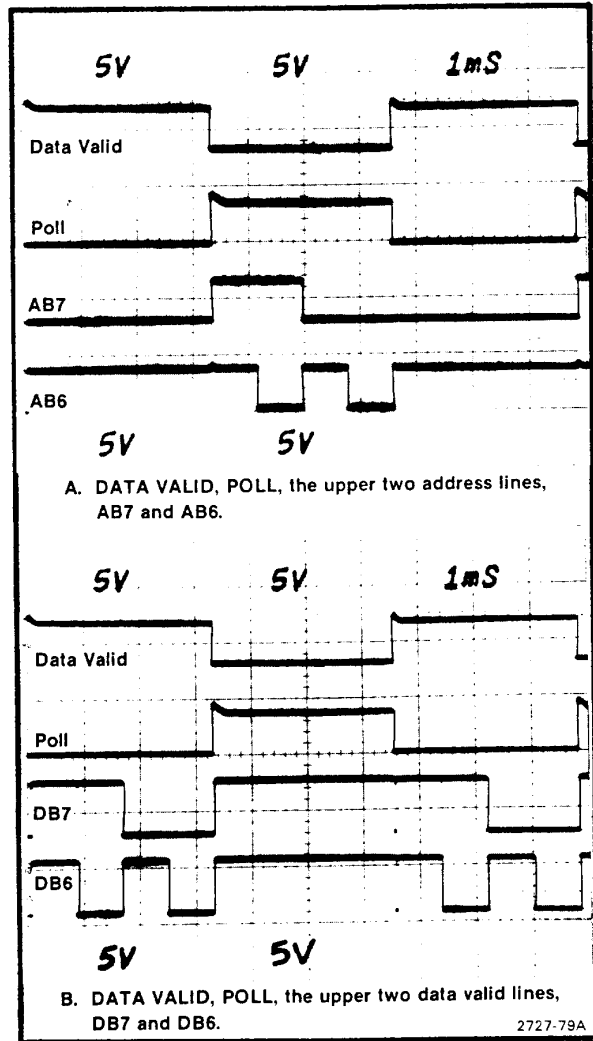 5V 5V 1mS
Data Valid
Poll
AB7
AB6
5V 5V
A. DATA VALID, POLL, the upper two address lines,
AB7 and AB6.
5V 5V 1mS
Data Valid
Poll
DB7
DB6
5V 5V
B. DATA VALID, POLL, the upper two data valid lines,
DB7 and DB6.
2727-79A